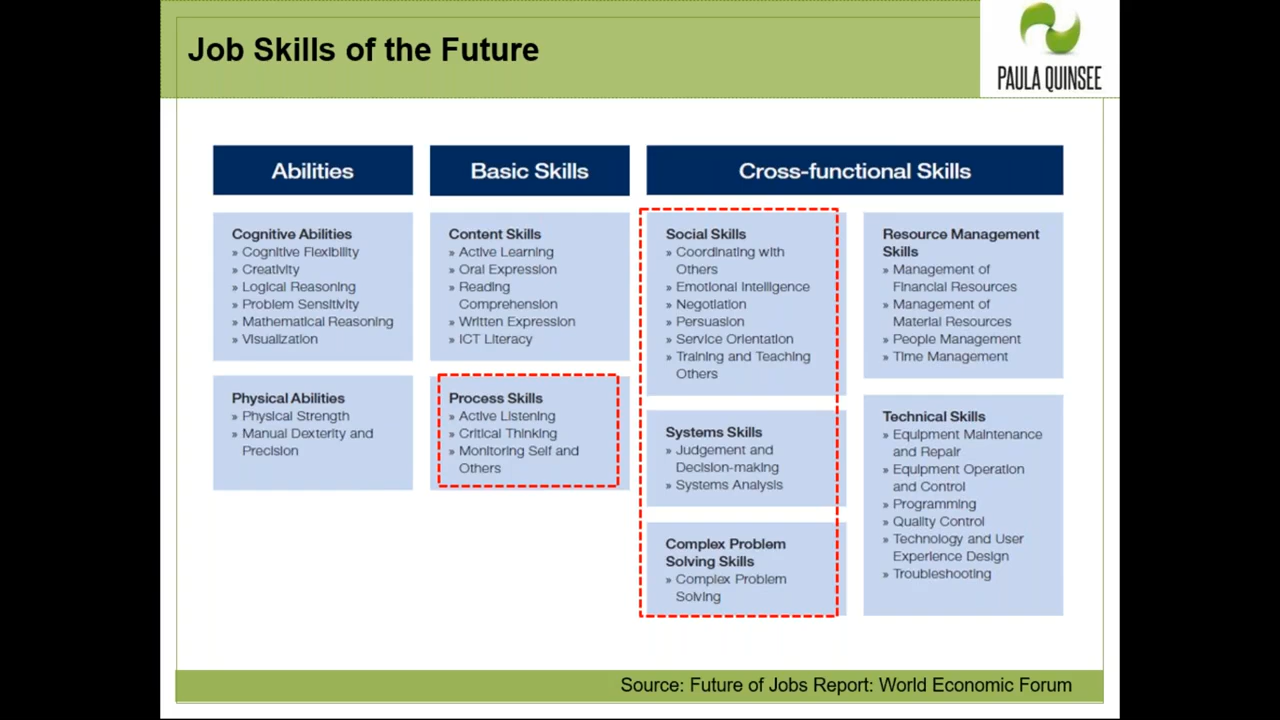 Job Skills of the Future
PAULA QUINSEE
Abilities
Cognitive Abilities
» Cognitive Flexibility
» Creativity
» Logical Reasoning
» Problem Sensitivity
» Mathematical Reasoning
» Visualization
Physical Abilities
» Physical Strength
» Manual Dexterity and
Precision
Basic Skills
Content Skills
» Active Learning
» Oral Expression
» Reading
Comprehension
» Written Expression
» ICT Literacy
Process Skills
» Active Listening
» Critical Thinking
» Monitoring Self and
Others
Cross-functional Skills
Social Skills
» Coordinating with
Others
» Emotional Intelligence
» Negotiation
» Persuasion
» Service Orientation
» Training and Teaching
Others
Systems Skills
» Judgement and
Decision-making
» Systems Analysis
Complex Problem
Solving Skills
» Complex Problem
Solving
Resource Management
Skills
» Management of
Financial Resources
» Management of
Material Resources
» People Management
» Time Management
Technical Skills
» Equipment Maintenance
and Repair
» Equipment Operation
and Control
» Programming
» Quality Control
» Technology and User
Experience Design
» Troubleshooting
Source: Future of Jobs Report: World Economic Forum